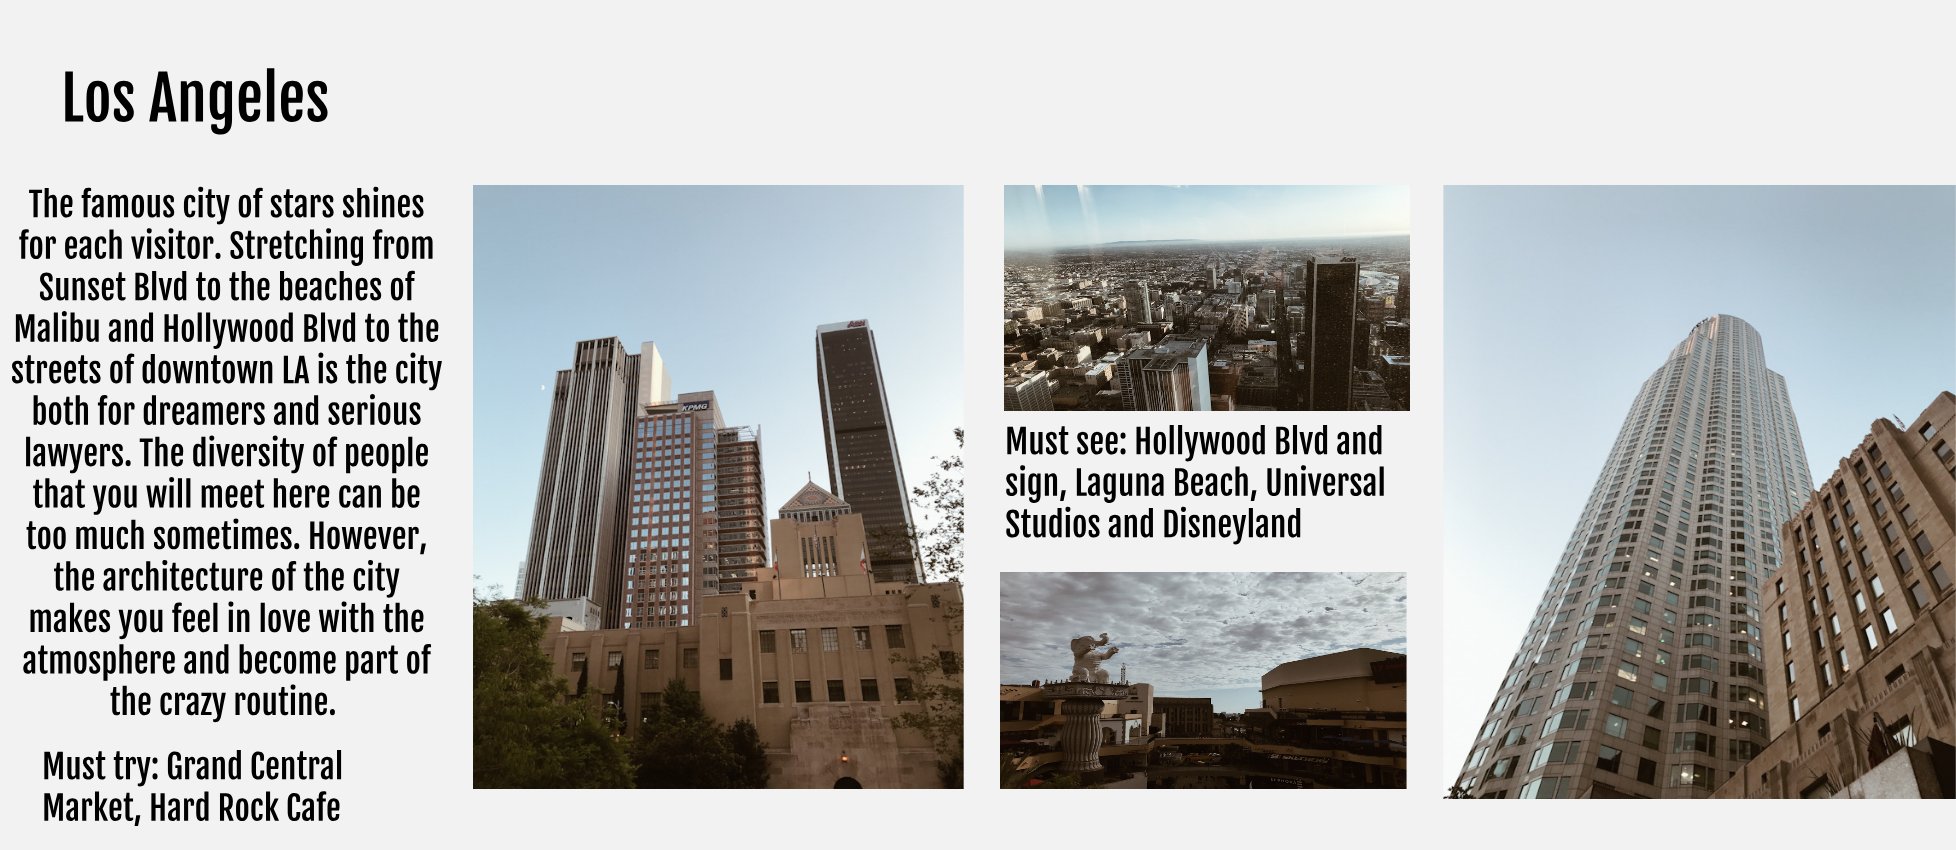 Los Angeles
The famous city of stars shines
for each visitor. Stretching from
Sunset Blvd to the beaches of
Malibu and Hollywood Blvd to the
streets of downtown LA is the city
both for dreamers and serious
lawyers. The diversity of people
that you will meet here can be
too much sometimes. However,
the architecture of the city
makes you feel in love with the
atmosphere and become part of
the crazy routine.
Must try: Grand Central
Market, Hard Rock Cafe
KPMG
Aon
Aon
Must see: Hollywood Blvd and
sign, Laguna Beach, Universal
Studios and Disneyland